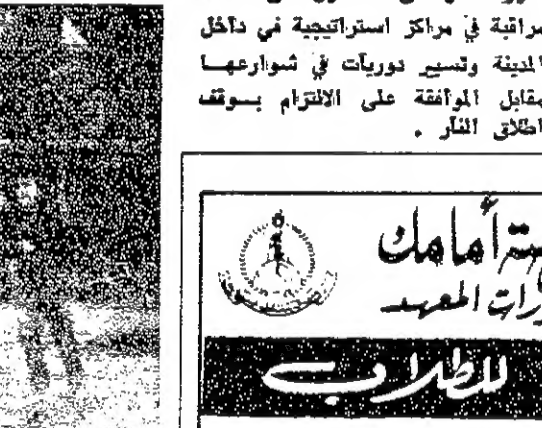 مراقبة في مراكز استراتيجية في داخل
المدينة وتسيير دوريات في شوارعها
مقابل الموافقة على الالتزام بوقف
اطلاق النار .
أمامك
المعهد
للطلاب